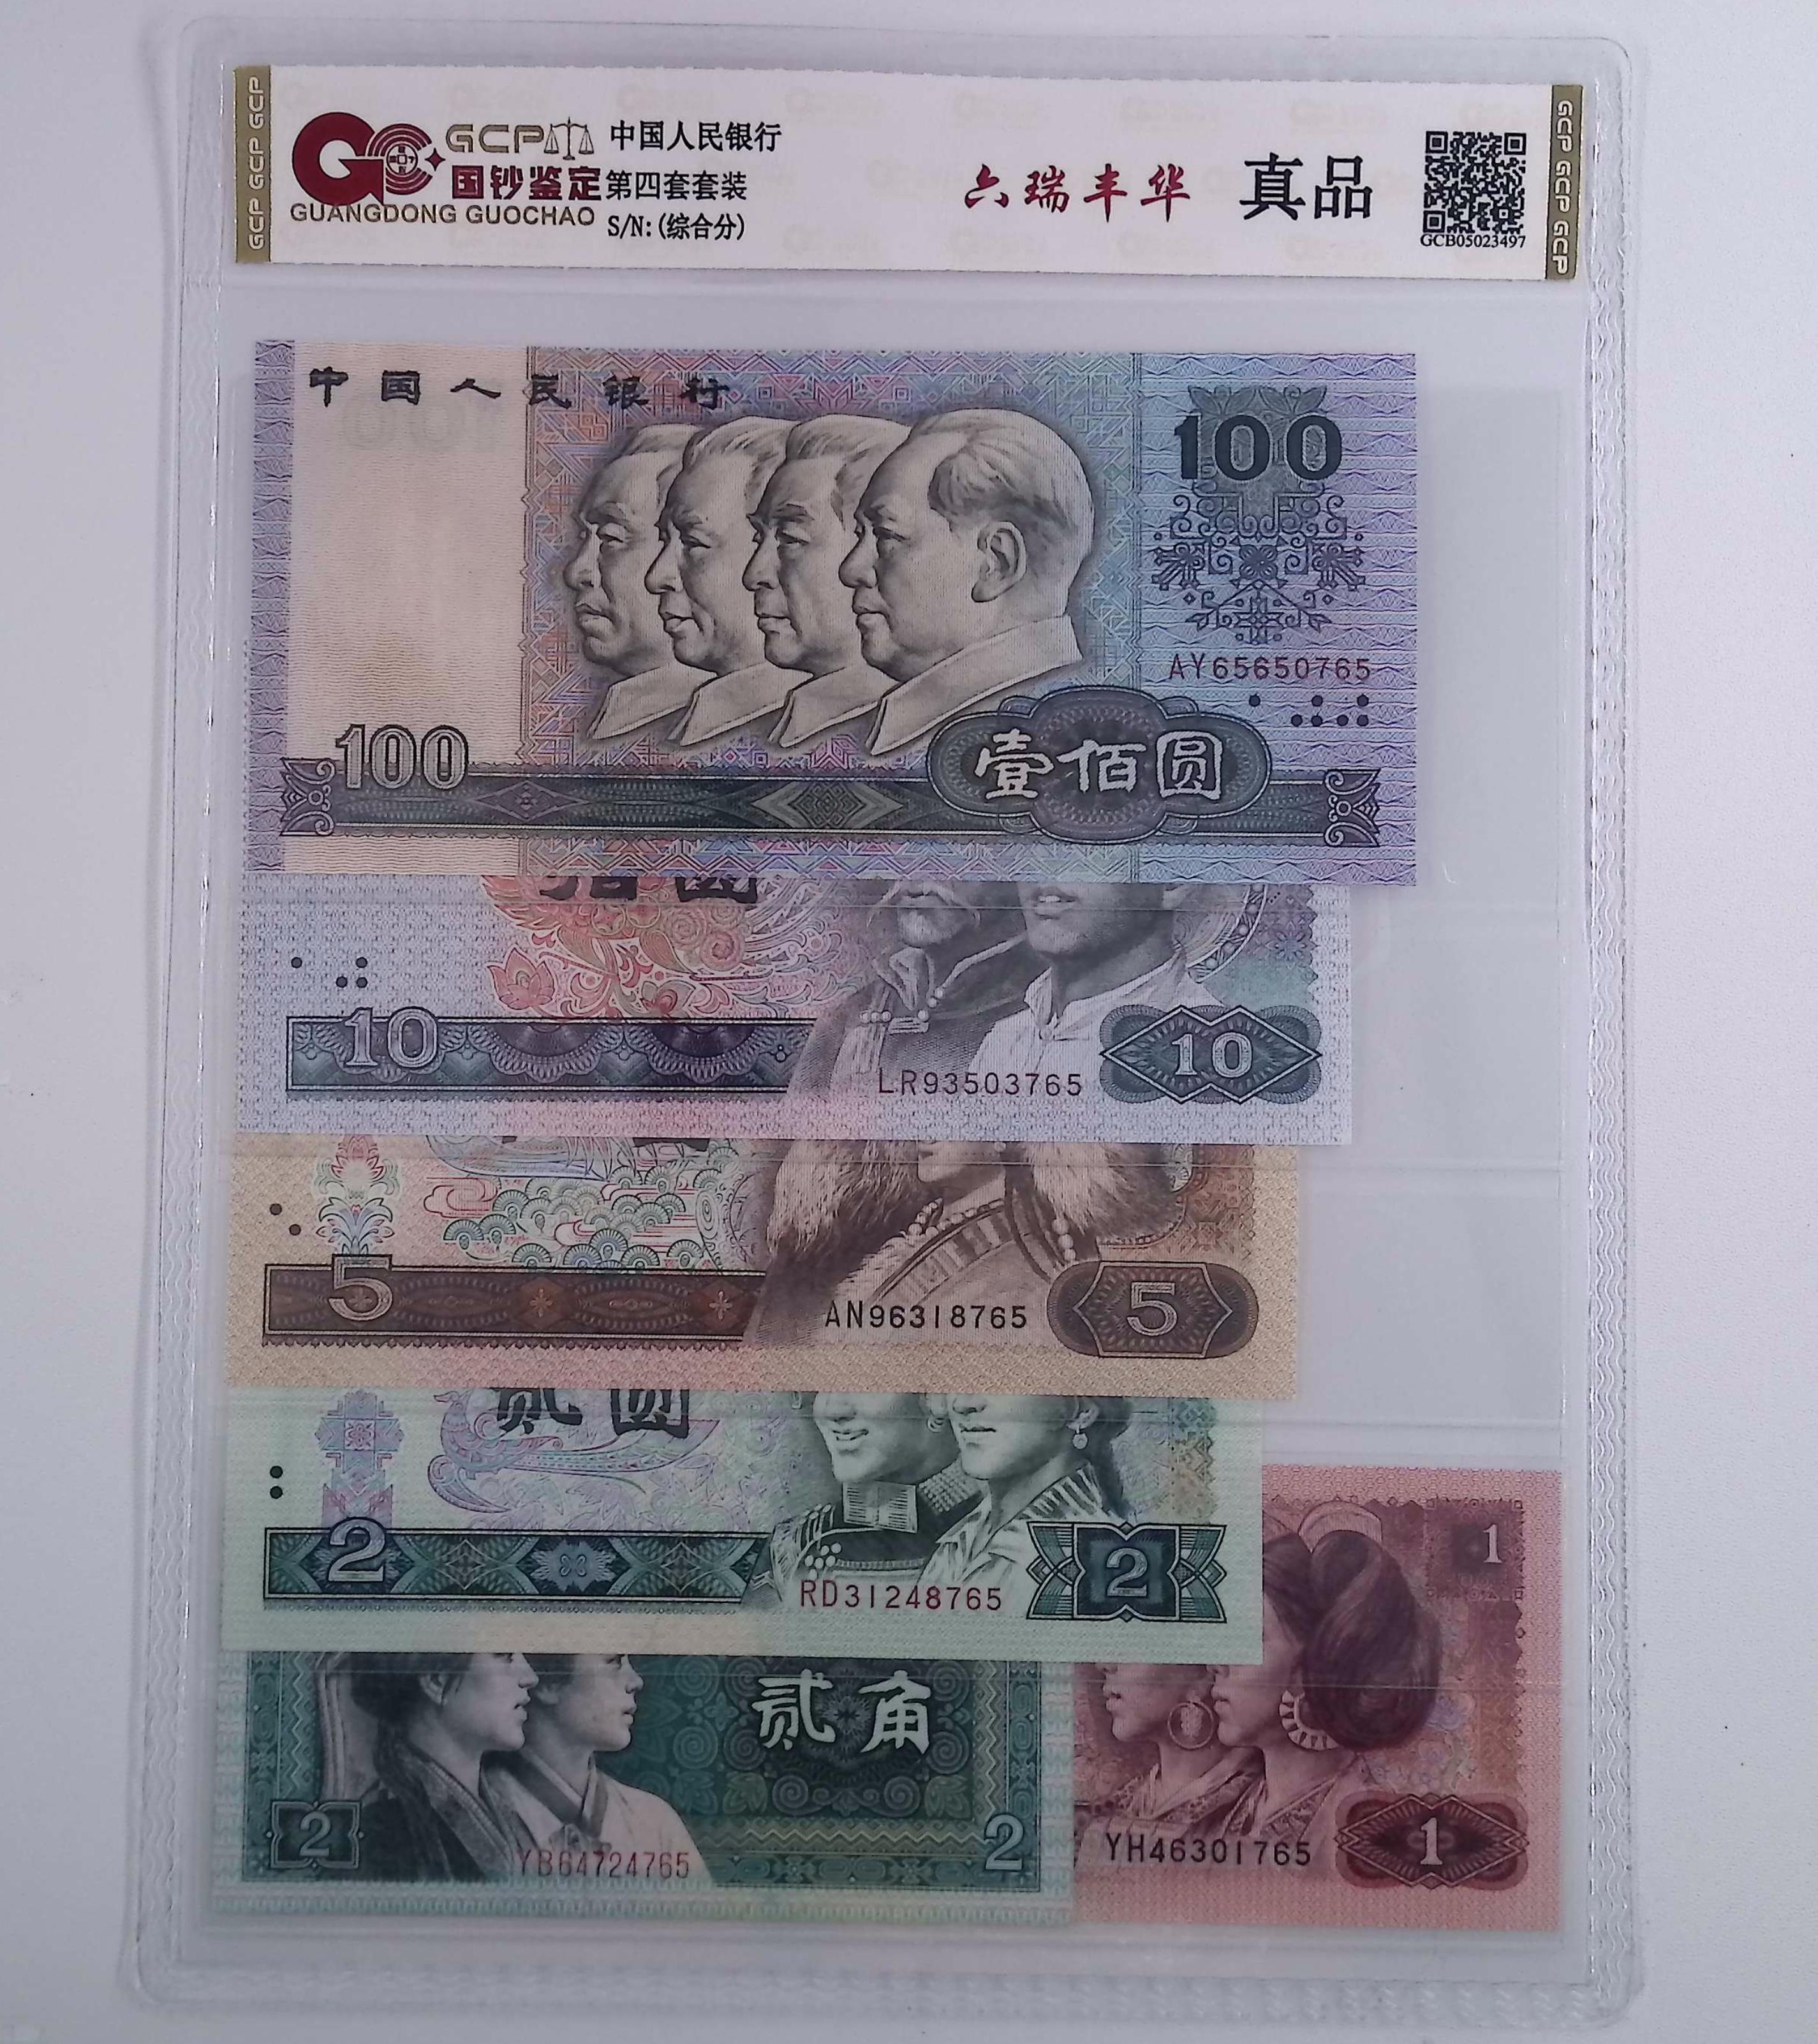 GCP GCP GCP
GCP
国钞鉴定
GUANGDONG GUOCHAO
中国人民银行
第四套套装
S/N: (综合分)
六瑞丰华
真品
GCB05023497
GCP GCP GCP
中国人民银行
100
AY65650765
100
壹佰圆
拾圆
10
LR93503765
10
5
AN96318765
5
贰圆
2
RD31248765
2
1
贰角
2
YB64724765
2
YH46301765
1